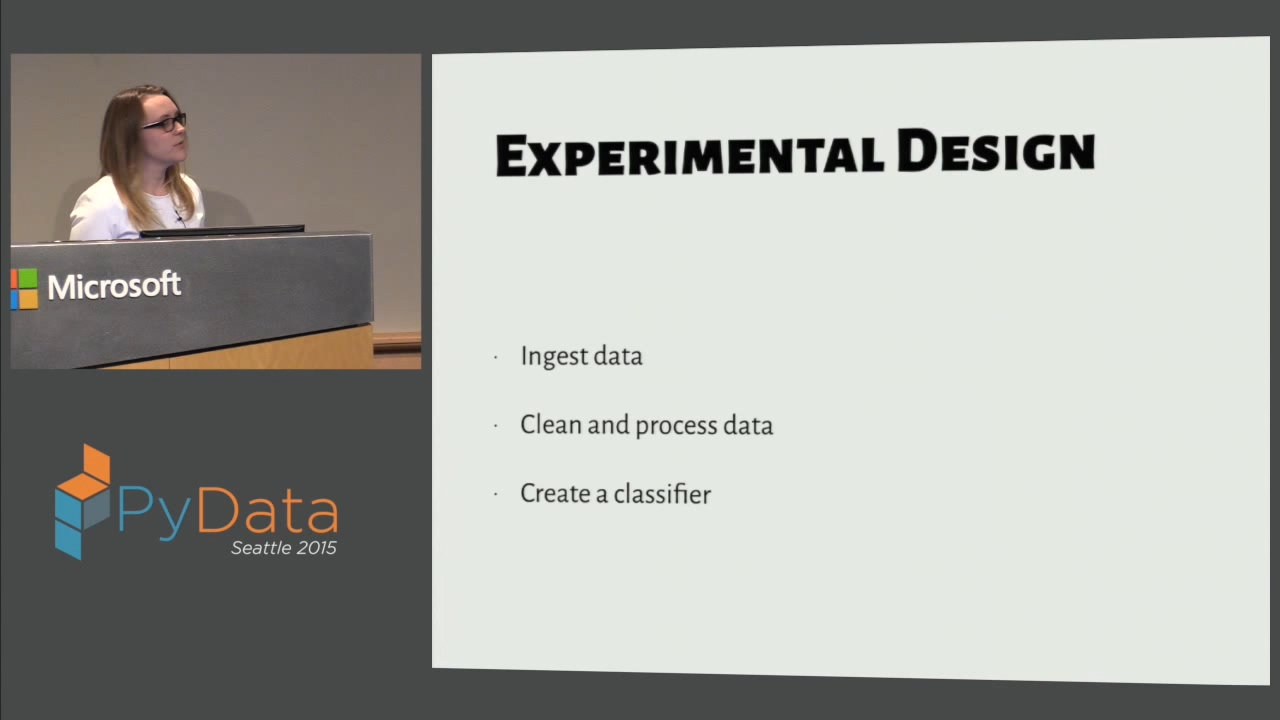 Experimental Design
· Ingest data
· Clean and process data
· Create a classifier
Microsoft
PyData
Seattle 2015